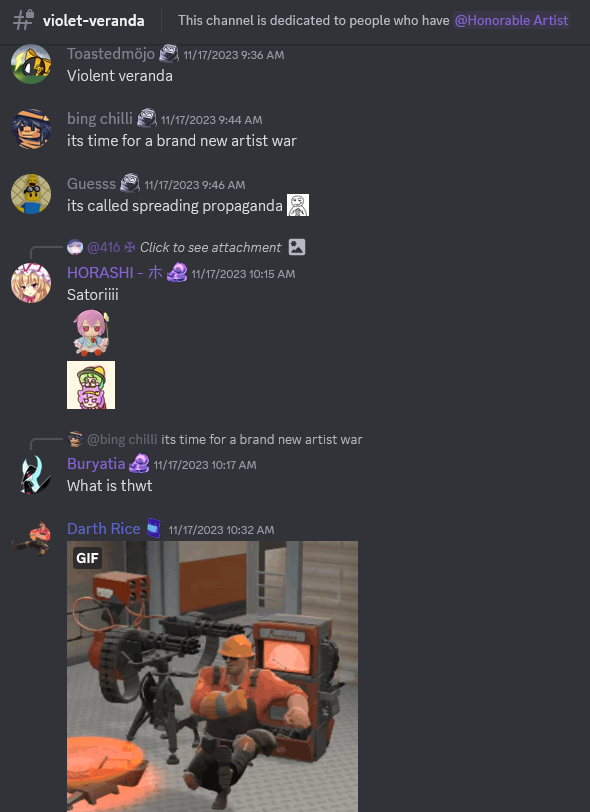 violet-veranda
This channel is dedicated to people who have @Honorable Artist
Toastedmöjo 11/17/2023 9:36 AM
Violent veranda
bing chilli 11/17/2023 9:44 AM
its time for a brand new artist war
Guesss 11/17/2023 9:46 AM
its called spreading propaganda
@416 ✠ Click to see attachment
HORASHI - ホ 11/17/2023 10:15 AM
Satoriiii
@bing chilli its time for a brand new artist war
Buryatia 11/17/2023 10:17 AM
What is thwt
Darth Rice 11/17/2023 10:32 AM
GIF